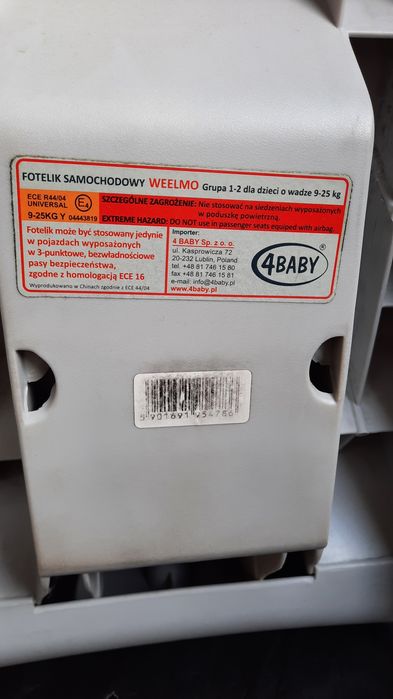 FOTELIK SAMOCHODOWY WEELMO Grupa 1-2 dla dzieci o wadze 9-25 kg
ECE R44/04
UNIVERSAL
E4
9-25KG Y 04443819
SZCZEGÓLNE ZAGROŻENIE: Nie stosować na siedzeniach wyposażonych
w poduszkę powietrzną.
EXTREME HAZARD: DO NOT use in passenger seats equiped with airbag.
Fotelik może być stosowany jedynie
w pojazdach wyposażonych
w 3-punktowe, bezwładnościowe
pasy bezpieczeństwa,
zgodne z homologacją ECE 16
Wyprodukowano w Chinach zgodnie z ECE 44/04
Importer:
4 BABY Sp. z o. o.
ul. Kasprowicza 72
20-232 Lublin, Poland
tel. +48 81 746 15 80
fax +48 81 746 15 81
e-mail: info@4baby.pl
www.4baby.pl
4BABY®
5 901691 954786